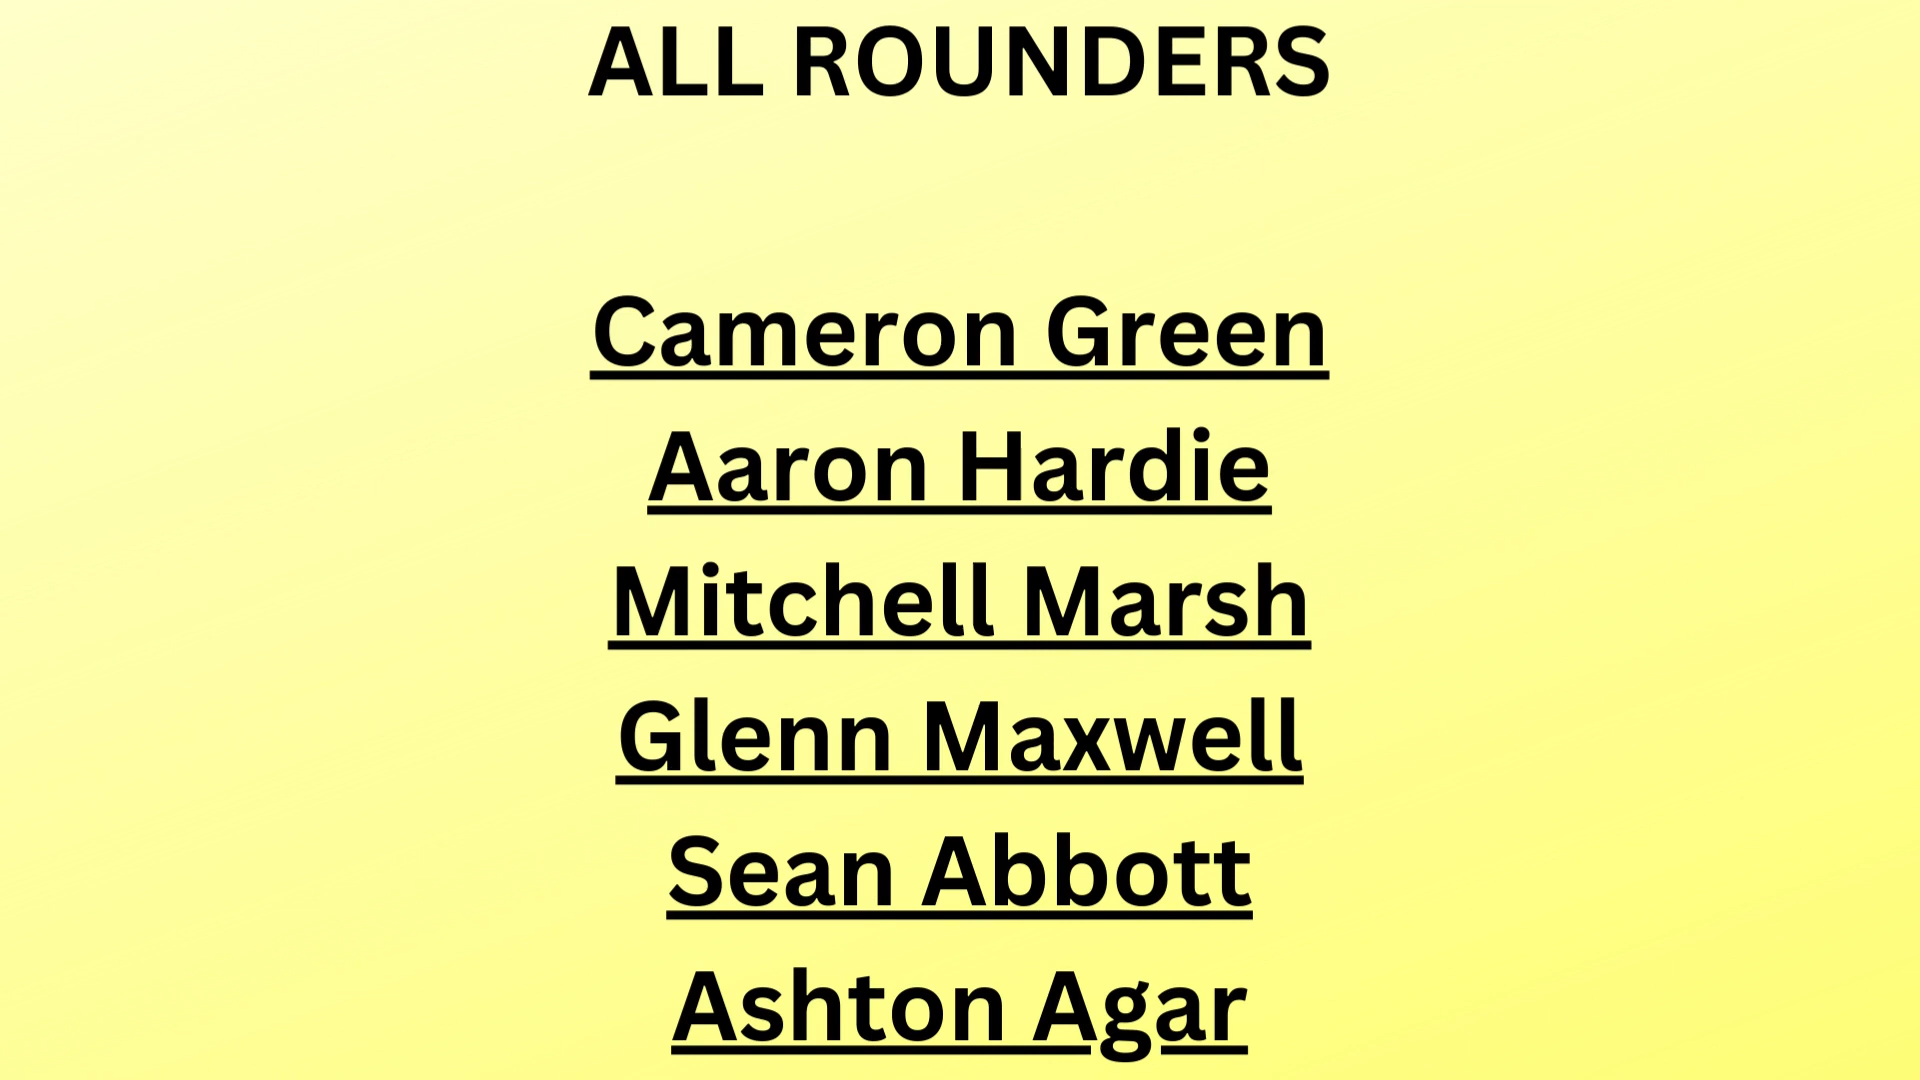 ALL ROUNDERS
Cameron Green
Aaron Hardie
Mitchell Marsh
Glenn Maxwell
Sean Abbott
Ashton Agar